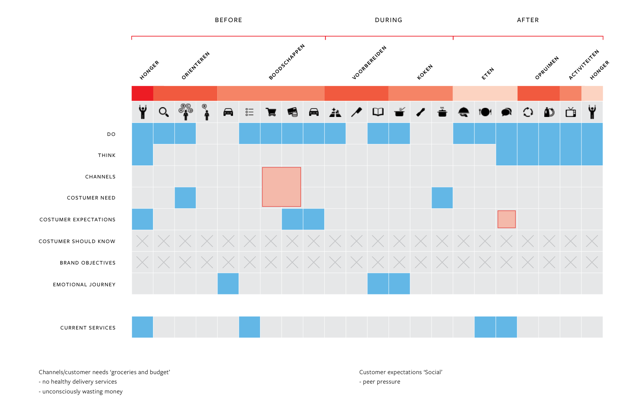 BEFORE DURING AFTER
HONGER ORIENTEREN BOODSCHAPPEN VOORBEREIDEN KOKEN ETEN OPRUIMEN ACTIVITEITEN HONGER
DO
THINK
CHANNELS
COSTUMER NEED
COSTUMER EXPECTATIONS
COSTUMER SHOULD KNOW
BRAND OBJECTIVES
EMOTIONAL JOURNEY
CURRENT SERVICES
Channels/customer needs 'groceries and budget'
- no healthy delivery services
- unconsciously wasting money
Customer expectations 'Social'
- peer pressure